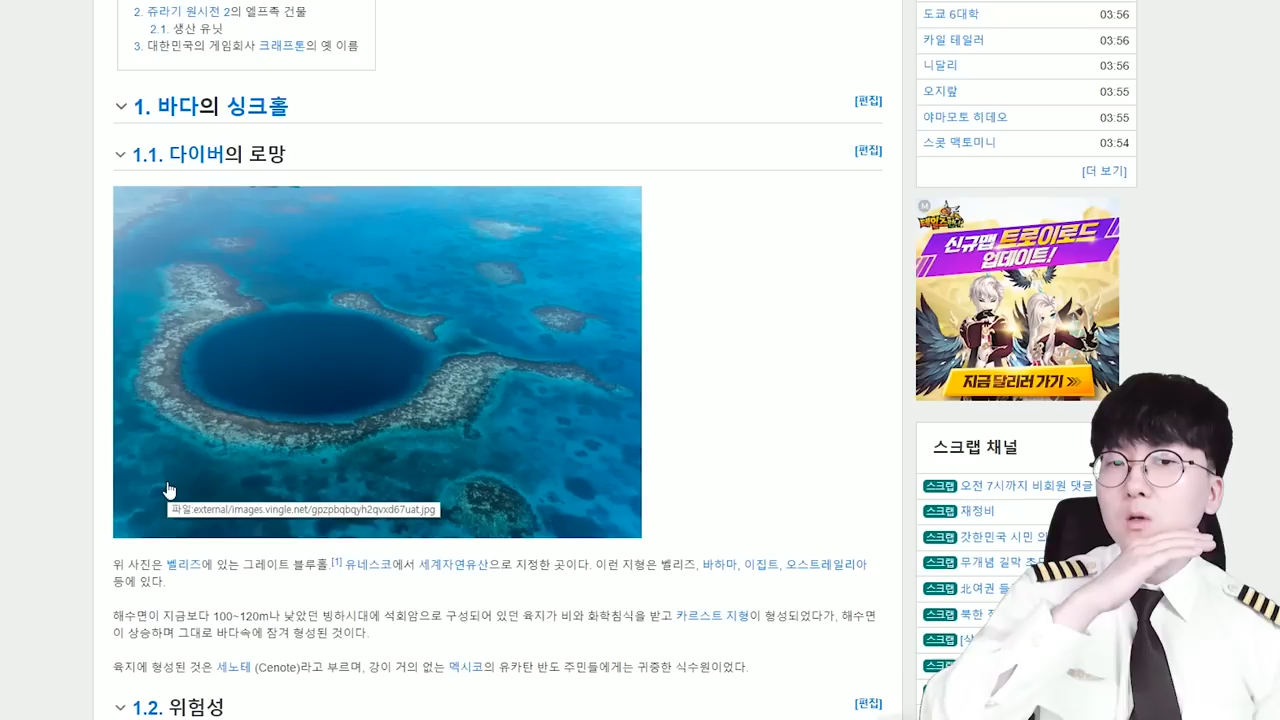 2. 쥬라기 원시전 2의 엘프족 건물
2.1. 생산 유닛
3. 대한민국의 게임회사 크래프톤의 옛 이름
1. 바다의 싱크홀
[편집]
1.1. 다이버의 로망
[편집]
파일:external/images.vingle.net/gpzpbqbqyh2qvxd67uat.jpg
위 사진은 벨리즈에 있는 그레이트 블루홀.[1] 유네스코에서 세계자연유산으로 지정한 곳이다. 이런 지형은 벨리즈, 바하마, 이집트, 오스트레일리아
등에 있다.
해수면이 지금보다 100~120m나 낮았던 빙하시대에 석회암으로 구성되어 있던 육지가 비와 화학침식을 받고 카르스트 지형이 형성되었다가, 해수면
이 상승하며 그대로 바다속에 잠겨 형성된 것이다.
육지에 형성된 것은 세노테 (Cenote)라고 부르며, 강이 거의 없는 멕시코의 유카탄 반도 주민들에게는 귀중한 식수원이었다.
1.2. 위험성
[편집]
도쿄 6대학 03:56
카일 테일러 03:56
니달리 03:56
오지랖 03:55
야마모토 히데오 03:55
스콧 맥토미니 03:54
[더 보기]
M
신규맵 트로이로드
업데이트!
지금 달리러 가기
스크랩 채널
스크랩 오전 7시까지 비회원 댓글
스크랩 재정비
스크랩 갓한민국 시민 의
스크랩 무개념 길막
스크랩 北여권 들
스크랩 북한
스크랩
스크랩